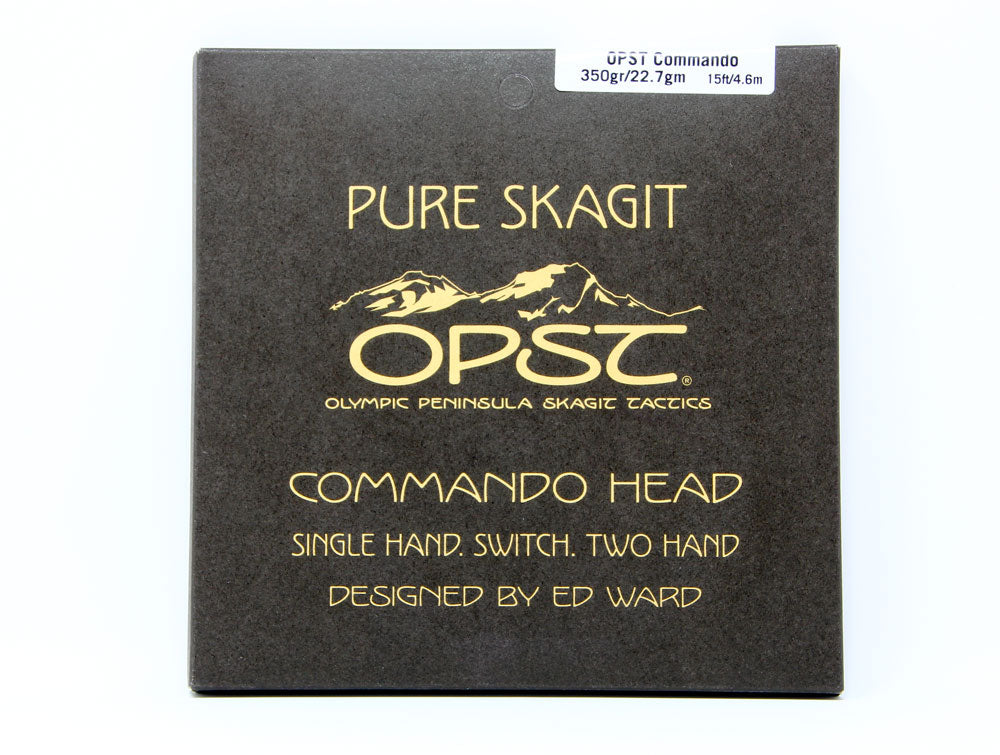 OPST Commando
350gr/22.7gm 15ft/4.6m
PURE SKAGIT
OPST®
OLYMPIC PENINSULA SKAGIT TACTICS
COMMANDO HEAD
SINGLE HAND. SWITCH. TWO HAND
DESIGNED BY ED WARD